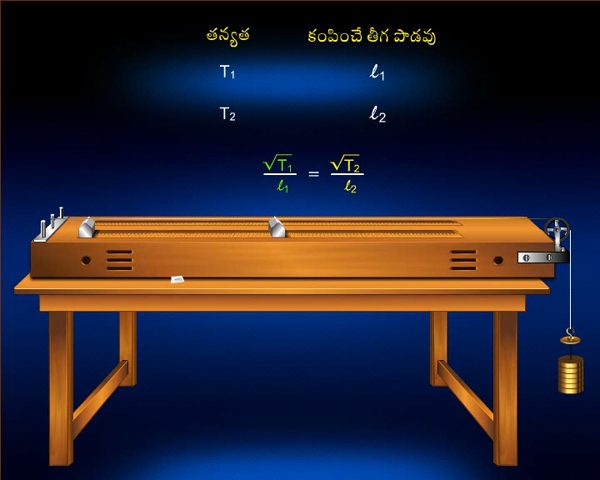 తన్యత కంపించే తీగ పొడవు
T₁ ℓ₁
T₂ ℓ₂
√T₁/ℓ₁ = √T₂/ℓ₂